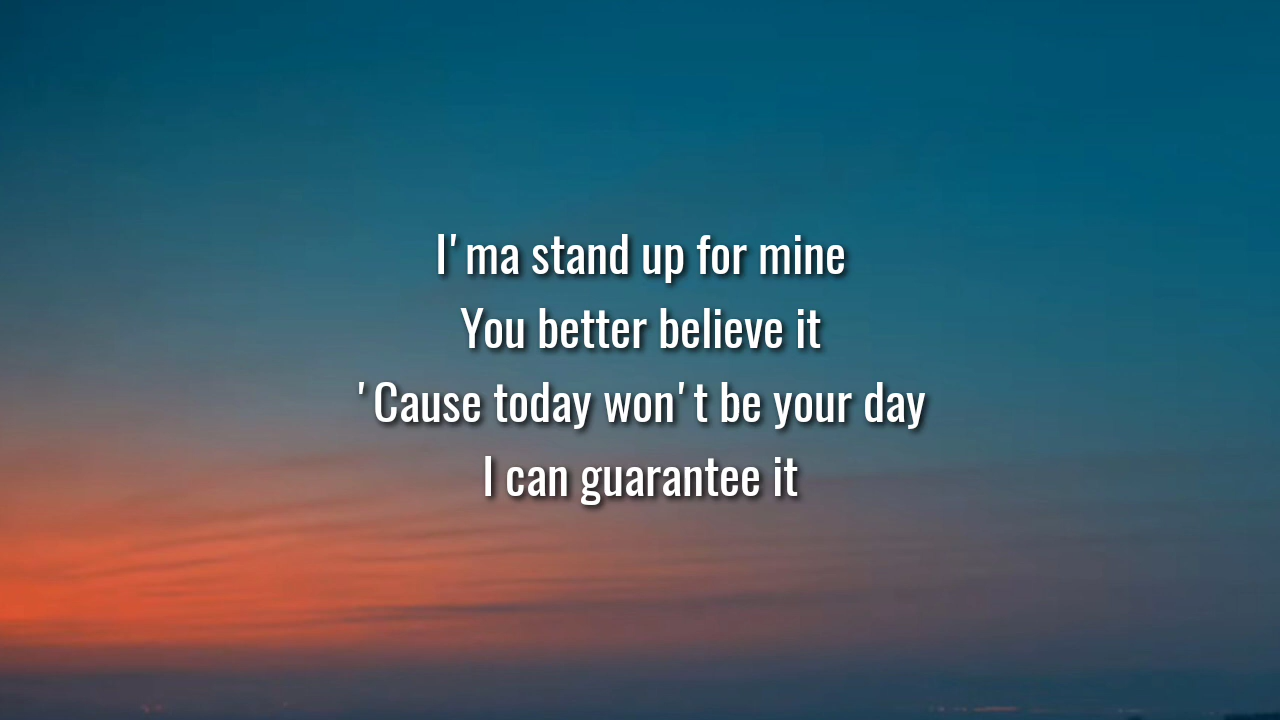 I'ma stand up for mine
You better believe it
'Cause today won't be your day
I can guarantee it